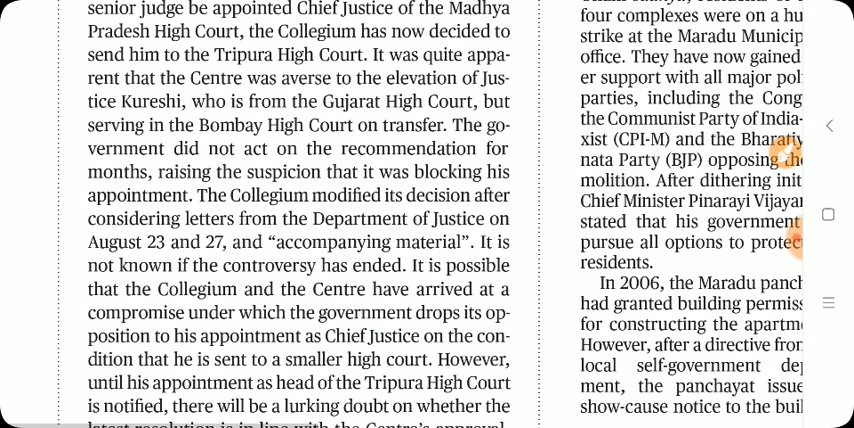 senior judge be appointed Chief Justice of the Madhya
Pradesh High Court, the Collegium has now decided to
send him to the Tripura High Court. It was quite appa-
rent that the Centre was averse to the elevation of Jus-
tice Kureshi, who is from the Gujarat High Court, but
serving in the Bombay High Court on transfer. The go-
vernment did not act on the recommendation for
months, raising the suspicion that it was blocking his
appointment. The Collegium modified its decision after
considering letters from the Department of Justice on
August 23 and 27, and “accompanying material”. It is
not known if the controversy has ended. It is possible
that the Collegium and the Centre have arrived at a
compromise under which the government drops its op-
position to his appointment as Chief Justice on the con-
dition that he is sent to a smaller high court. However,
until his appointment as head of the Tripura High Court
is notified, there will be a lurking doubt on whether the
latest resolution is in line with the Centre’s approval.
four complexes were on a hu
strike at the Maradu Municip
office. They have now gained
er support with all major pol
parties, including the Cong
the Communist Party of India-
xist (CPI-M) and the Bharatiy
nata Party (BJP) opposing the
molition. After dithering init
Chief Minister Pinarayi Vijayan
stated that his government
pursue all options to protec
residents.
In 2006, the Maradu panch
had granted building permiss
for constructing the apartm
However, after a directive from
local self-government dep
ment, the panchayat issue
show-cause notice to the buil